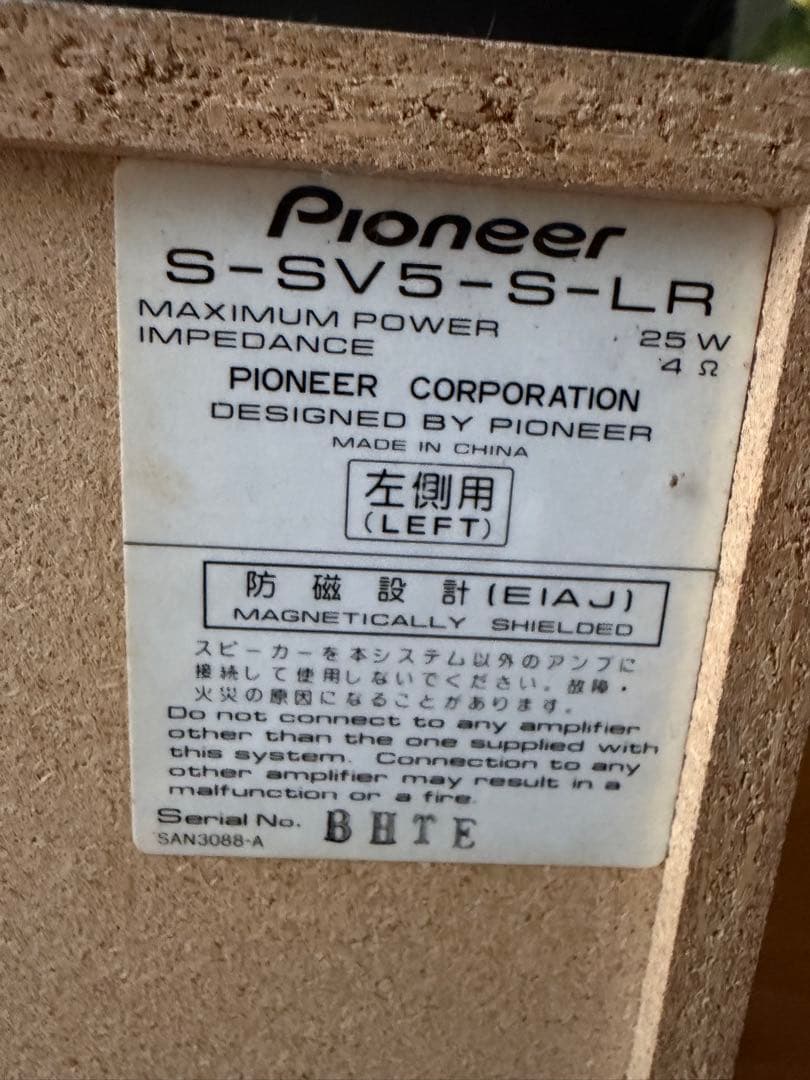 Pioneer
S-SV5-S-LR
MAXIMUM POWER 25 W
IMPEDANCE 4 Ω
PIONEER CORPORATION
DESIGNED BY PIONEER
MADE IN CHINA
左側用
(LEFT)
防磁設計(EIAJ)
MAGNETICALLY SHIELDED
スピーカーを本システム以外のアンプに
接続して使用しないでください。故障・
火災の原因になることがあります。
Do not connect to any amplifier
other than the one supplied with
this system. Connection to any
other amplifier may result in a
malfunction or a fire.
Serial No. BHTE
SAN3088-A